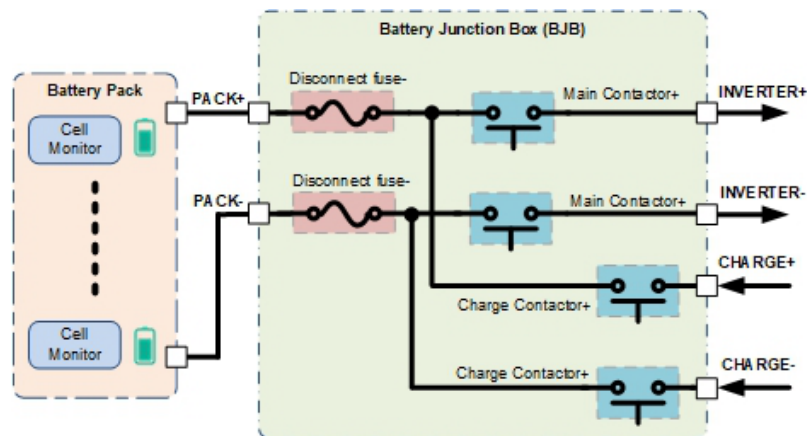 Battery Junction Box (BJB)
Battery Pack
PACK+
Disconnect fuse-
Main Contactor+
INVERTER+
Cell
Monitor
PACK-
Disconnect fuse-
Main Contactor+
INVERTER-
CHARGE+
Charge Contactor+
Cell
Monitor
CHARGE-
Charge Contactor+